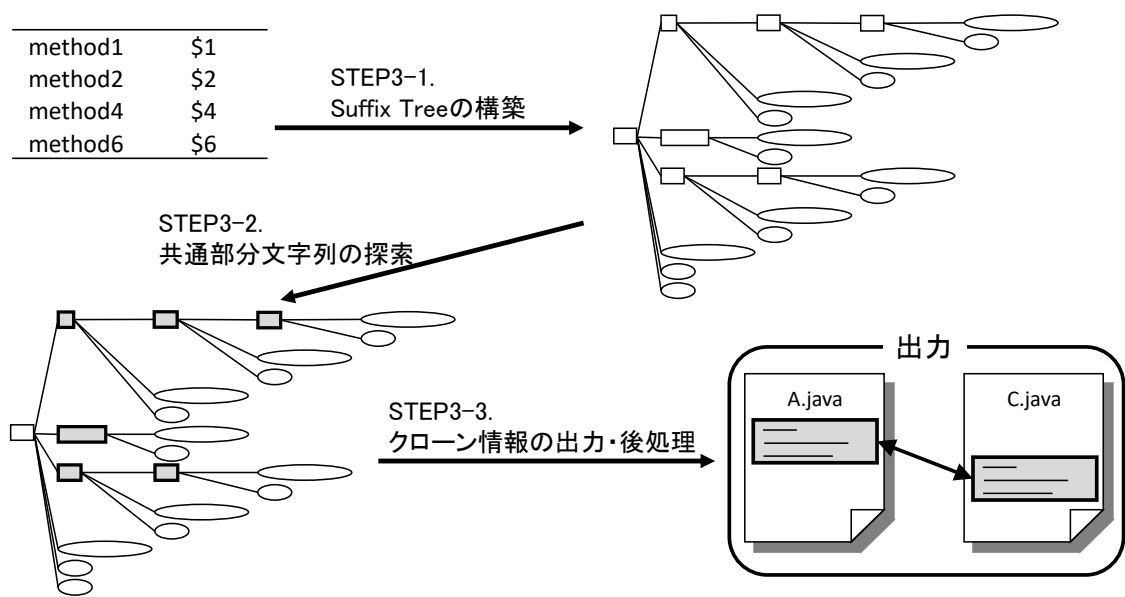 method1 $1
method2 $2
method4 $4
method6 $6
STEP3-1.
Suffix Treeの構築
STEP3-2.
共通部分文字列の探索
STEP3-3.
クローン情報の出力・後処理
出力
A.java
C.java